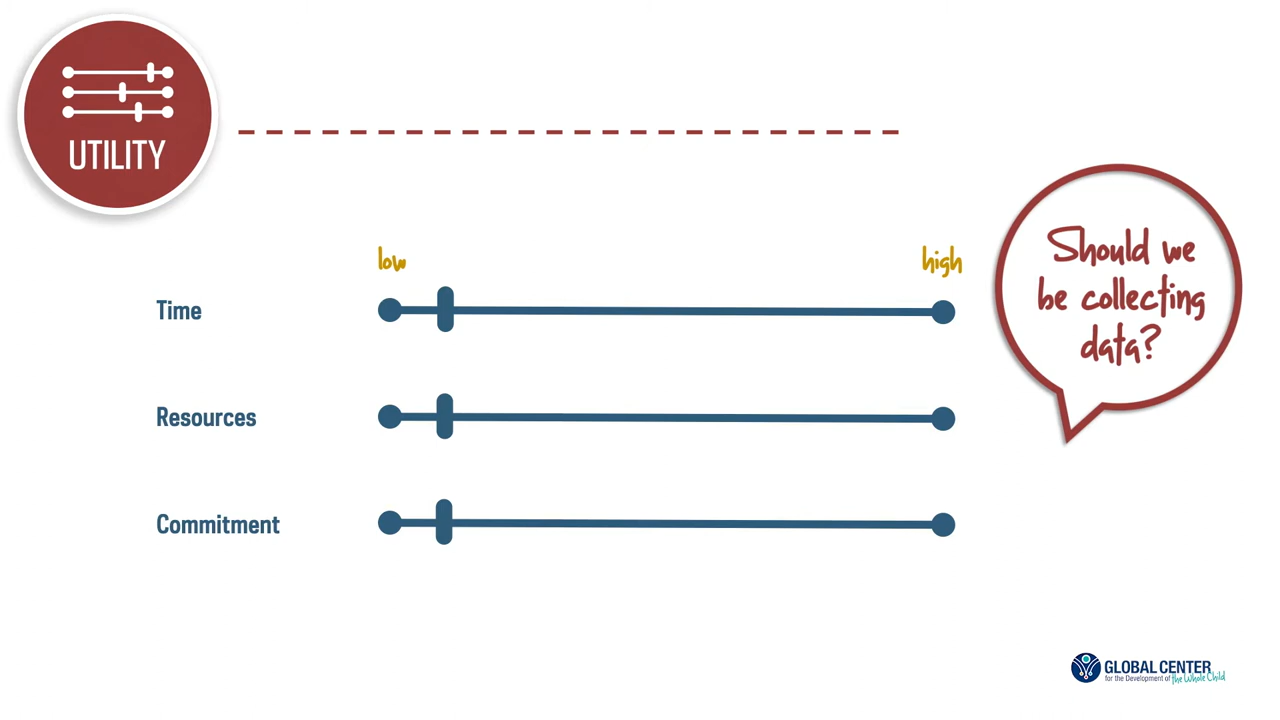 UTILITY
low
high
Time
Resources
Commitment
Should we
be collecting
data?
GLOBAL CENTER
for the Development of the Whole Child